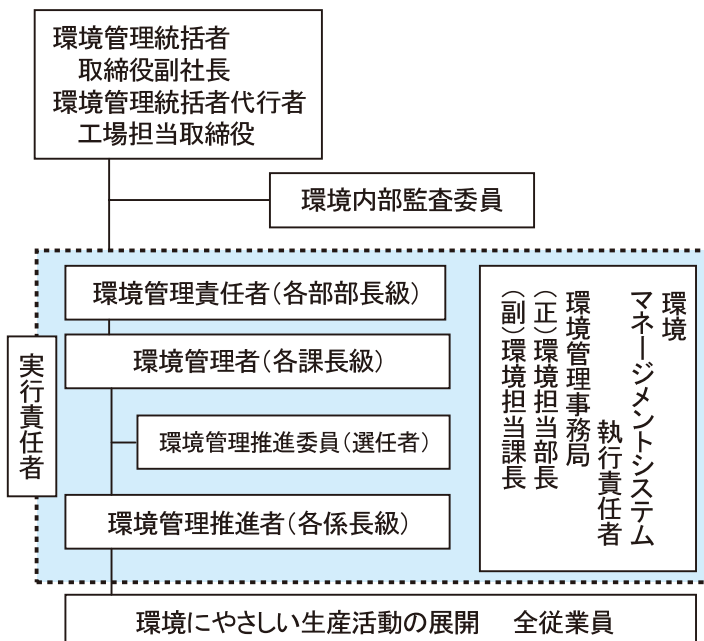 環境管理統括者
取締役副社長
環境管理統括者代行者
工場担当取締役
環境内部監査委員
環境管理責任者(各部部長級)
環境管理者(各課長級)
環境管理推進委員(選任者)
環境管理推進者(各係長級)
実行責任者
環境
マネージメントシステム
執行責任者
環境管理事務局
(正)環境担当部長
(副)環境担当課長
環境にやさしい生産活動の展開　全従業員